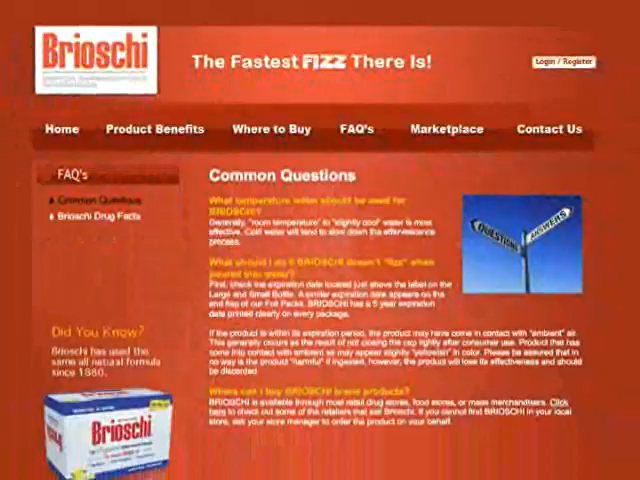 Brioschi
The Fastest FIZZ There Is!
Login / Register
Home
Product Benefits
Where to Buy
FAQ's
Marketplace
Contact Us
FAQ's
Common Questions
Brioschi Drug Facts
Common Questions
What temperature water should be used for
BRIOSCHI?
Generally, "room temperature" to "slightly cool" water is most
effective. Cold water will tend to slow down the effervescence
process.
QUESTIONS
ANSWERS
What should I do if BRIOSCHI doesn't "fizz" when
poured into water?
First, check the expiration date located just above the label on the
Large and Small Bottle. A similar expiration date appears on the
end flap of our Foil Packs. BRIOSCHI has a 5 year expiration
date printed clearly on every package.
If the product is within its expiration period, the product may have come in contact with "ambient" air.
This generally occurs as the result of not closing the cap tightly after consumer use. Product that has
come into contact with ambient air may appear slightly "yellowish" in color. Please be assured that in
no way is the product "harmful" if ingested, however, the product will lose its effectiveness and should
be discarded
Where can I buy BRIOSCHI brand products?
BRIOSCHI is available through most retail drug stores, food stores, or mass merchandisers. Click
here to check out some of the retailers that sell Brioschi. If you cannot find BRIOSCHI in your local
store, ask your store manager to order the product on your behalf.
Did You Know?
Brioschi has used the
same all natural formula
since 1880.
Brioschi